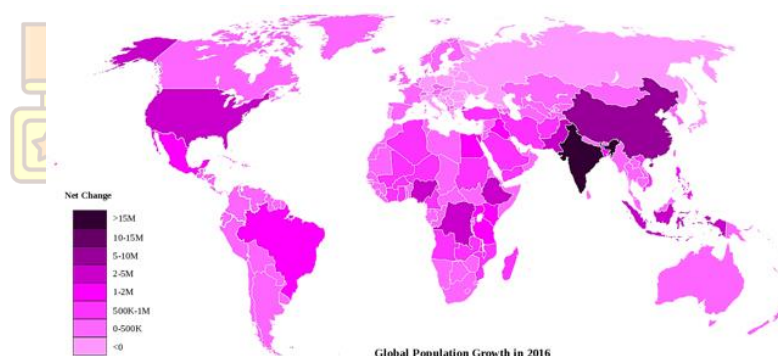 Net Change
>15M
10-15M
5-10M
2-5M
1-2M
500K-1M
0-500K
<0
Global Population Growth in 2016